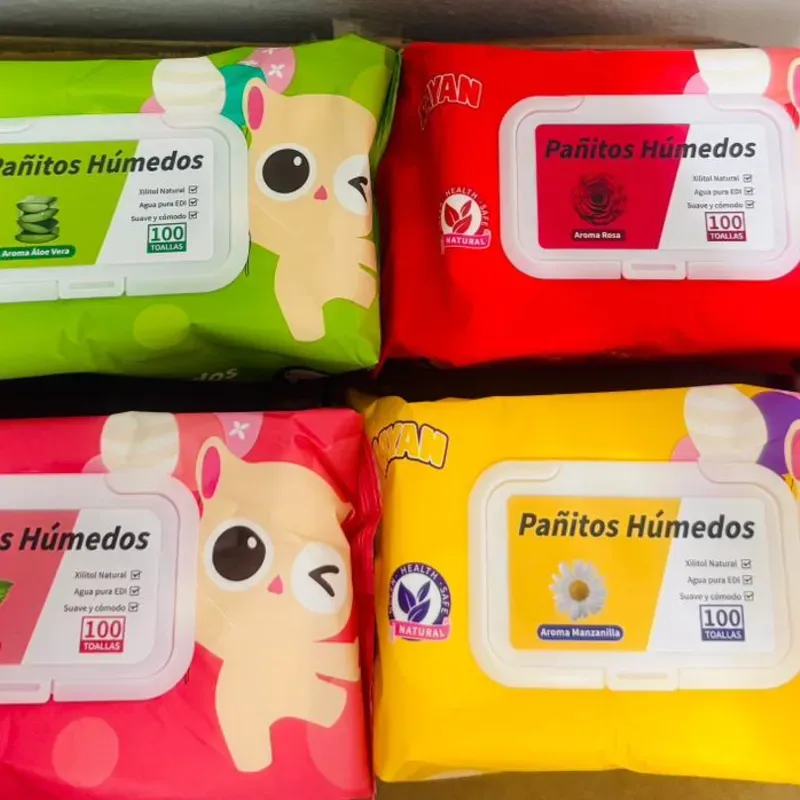 Pañitos Húmedos
Xilitol Natural
Agua pura EDI
Suave y cómodo
100
TOALLAS
Aroma Áloe Vera
YAN
HEALTH · SAFE
NATURAL
Pañitos Húmedos
Xilitol Natural
Agua pura EDI
Suave y cómodo
100
TOALLAS
Aroma Rosa
s Húmedos
Xilitol Natural
Agua pura EDI
Suave y cómodo
100
TOALLAS
YAN
HEALTH · SAFE
NATURAL
Pañitos Húmedos
Xilitol Natural
Agua pura EDI
Suave y cómodo
100
TOALLAS
Aroma Manzanilla